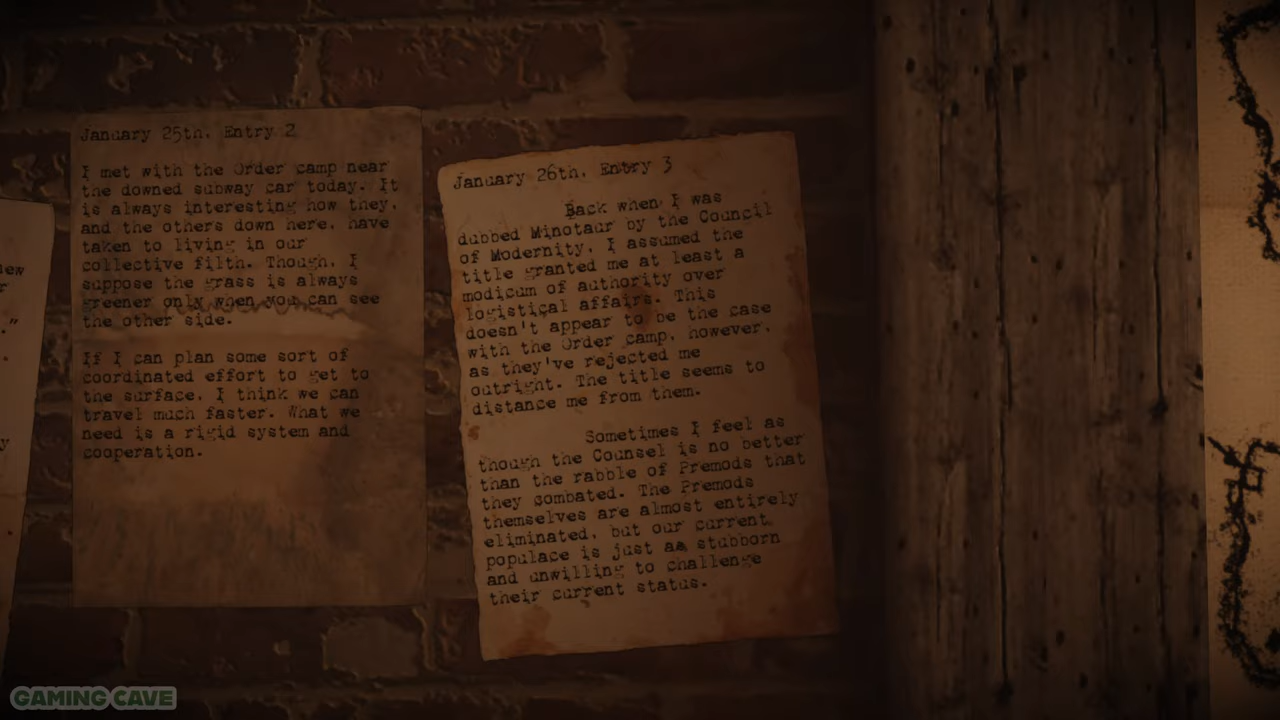 ew
r
."
.
y
.
January 25th. Entry 2
I met with the Order camp near
the downed subway car today. It
is always interesting how they,
and the others down here, have
taken to living in our
collective filth. Though, I
suppose the grass is always
greener only when you can see
the other side.
If I can plan some sort of
coordinated effort to get to
the surface, I think we can
travel much faster. What we
need is a rigid system and
cooperation.
January 26th, Entry 3
Back when I was
dubbed Minotaur by the Council
of Modernity, I assumed the
title granted me at least a
modicum of authority over
logistical affairs. This
doesn't appear to be the case
with the Order camp, however,
as they've rejected me
outright. The title seems to
distance me from them.
Sometimes I feel as
though the Counsel is no better
than the rabble of Premods that
they combated. The Premods
themselves are almost entirely
eliminated, but our current
populace is just as stubborn
and unwilling to challenge
their current status.
GAMING CAVE